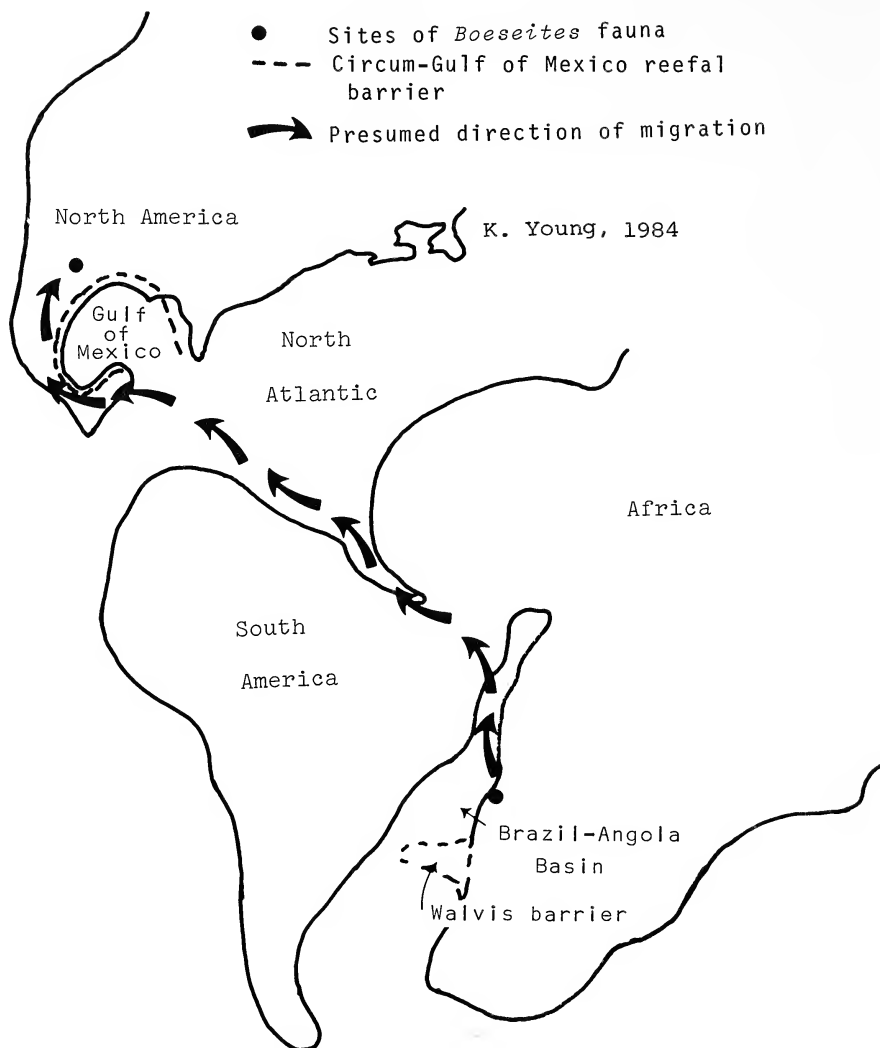 Sites of Boeseites fauna
Circum-Gulf of Mexico reefal
barrier
Presumed direction of migration
North America
K. Young, 1984
Gulf
of
Mexico
North
Atlantic
Africa
South
America
Brazil-Angola
Basin
Walvis barrier